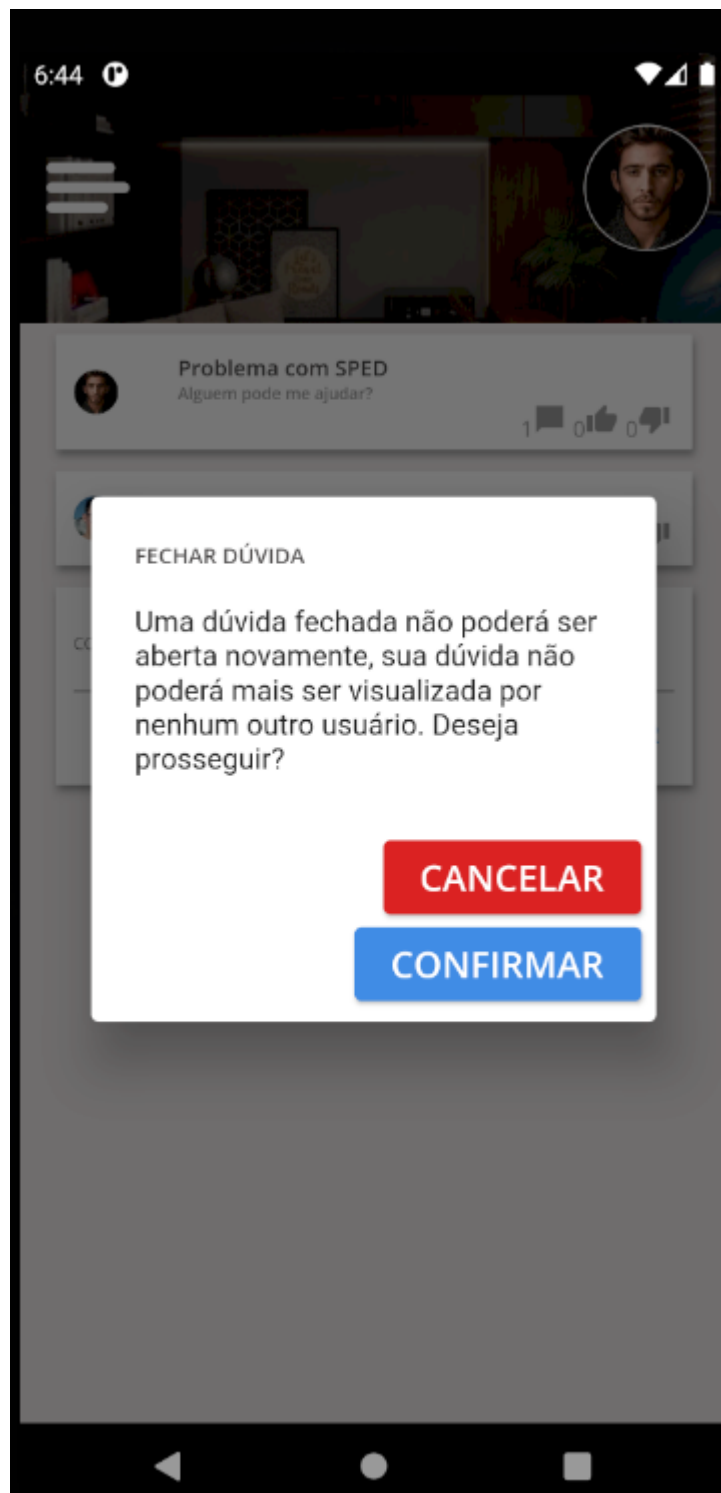 6:44
Problema com SPED
Alguem pode me ajudar?
1 0 0
FECHAR DÚVIDA
Uma dúvida fechada não poderá ser
aberta novamente, sua dúvida não
poderá mais ser visualizada por
nenhum outro usuário. Deseja
prosseguir?
CANCELAR
CONFIRMAR